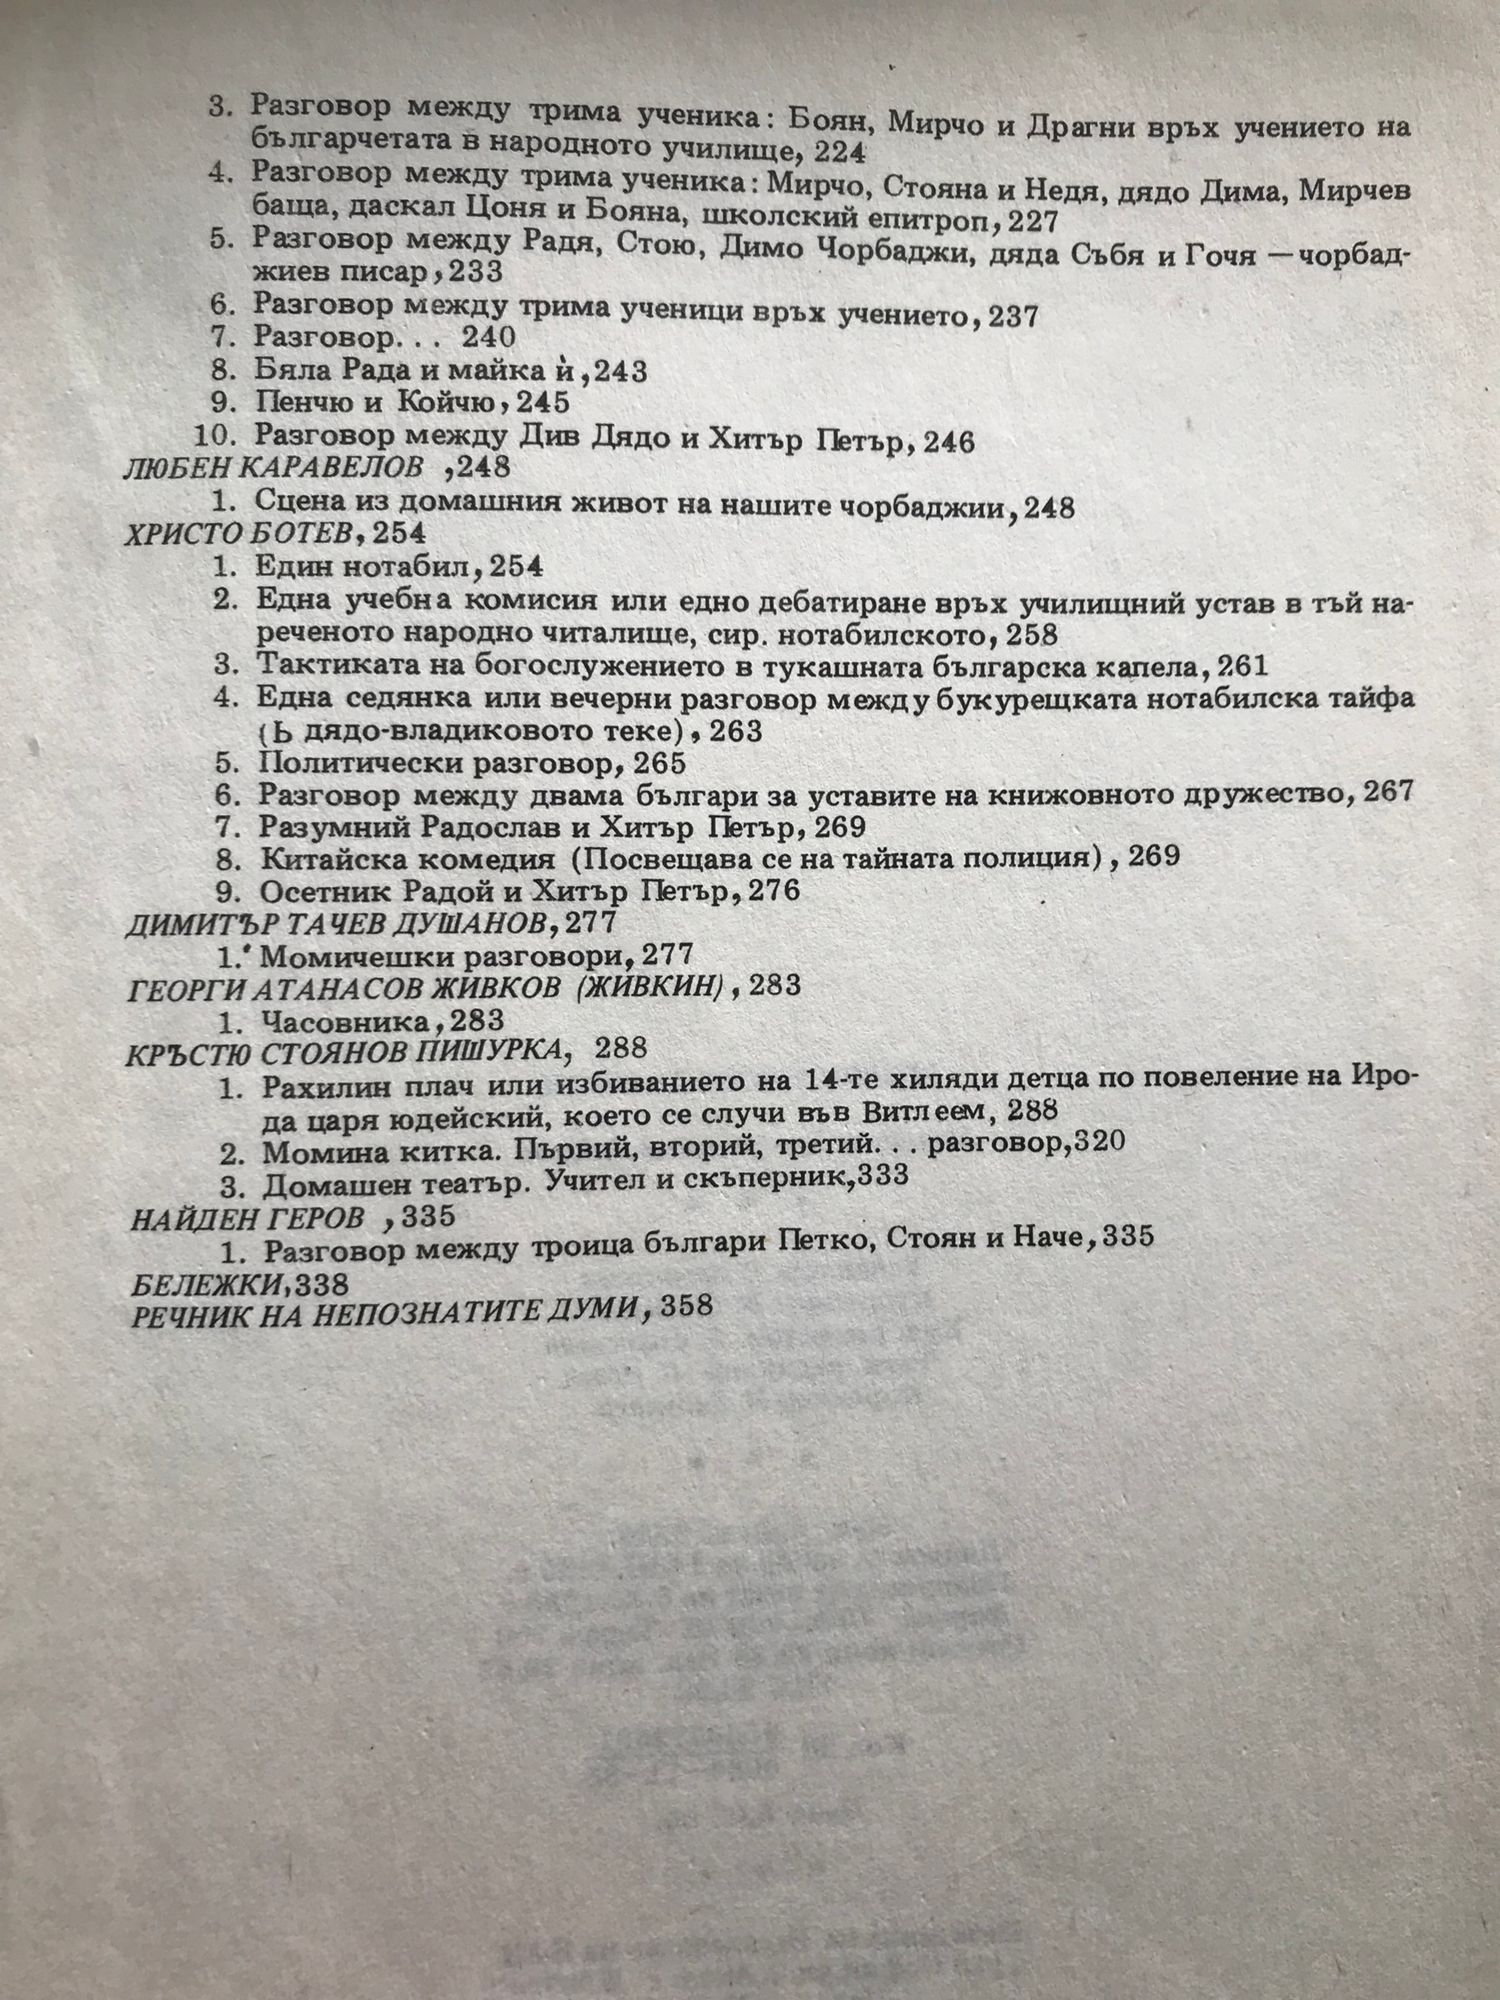 3. Разговор между трима ученика: Боян, Мирчо и Драгни връх учението на
българчетата в народното училище, 224
4. Разговор между трима ученика: Мирчо, Стояна и Недя, дядо Дима, Мирчев
баща, даскал Цоня и Бояна, школский епитроп, 227
5. Разговор между Радя, Стою, Димо Чорбаджи, дяда Събя и Гочя — чорбад-
жиев писар, 233
6. Разговор между трима ученици връх учението, 237
7. Разговор. . . 240
8. Бяла Рада и майка ѝ, 243
9. Пенчю и Койчю, 245
10. Разговор между Див Дядо и Хитър Петър, 246
ЛЮБЕН КАРАВЕЛОВ ,248
1. Сцена из домашния живот на нашите чорбаджии, 248
ХРИСТО БОТЕВ, 254
1. Един нотабил, 254
2. Една учебна комисия или едно дебатиране връх училищний устав в тъй на-
реченото народно читалище, сир. нотабилското, 258
3. Тактиката на богослужението в тукашната българска капела, 261
4. Една седянка или вечерни разговор между букурещката нотабилска тайфа
(Ь дядо-владиковото теке), 263
5. Политически разговор, 265
6. Разговор между двама българи за уставите на книжовното дружество, 267
7. Разумний Радослав и Хитър Петър, 269
8. Китайска комедия (Посвещава се на тайната полиция), 269
9. Осетник Радой и Хитър Петър, 276
ДИМИТЪР ТАЧЕВ ДУШАНОВ, 277
1. Момичешки разговори, 277
ГЕОРГИ АТАНАСОВ ЖИВКОВ (ЖИВКИН), 283
1. Часовника, 283
КРЪСТЮ СТОЯНОВ ПИШУРКА, 288
1. Рахилин плач или избиването на 14-те хиляди детца по повеление на Иро-
да царя юдейский, което се случи във Витлеем, 288
2. Момина китка. Първий, вторий, третий. . . разговор, 320
3. Домашен театър. Учител и скъперник, 333
НАЙДЕН ГЕРОВ , 335
1. Разговор между троица българи Петко, Стоян и Наче, 335
БЕЛЕЖКИ, 338
РЕЧНИК НА НЕПОЗНАТИТЕ ДУМИ, 358